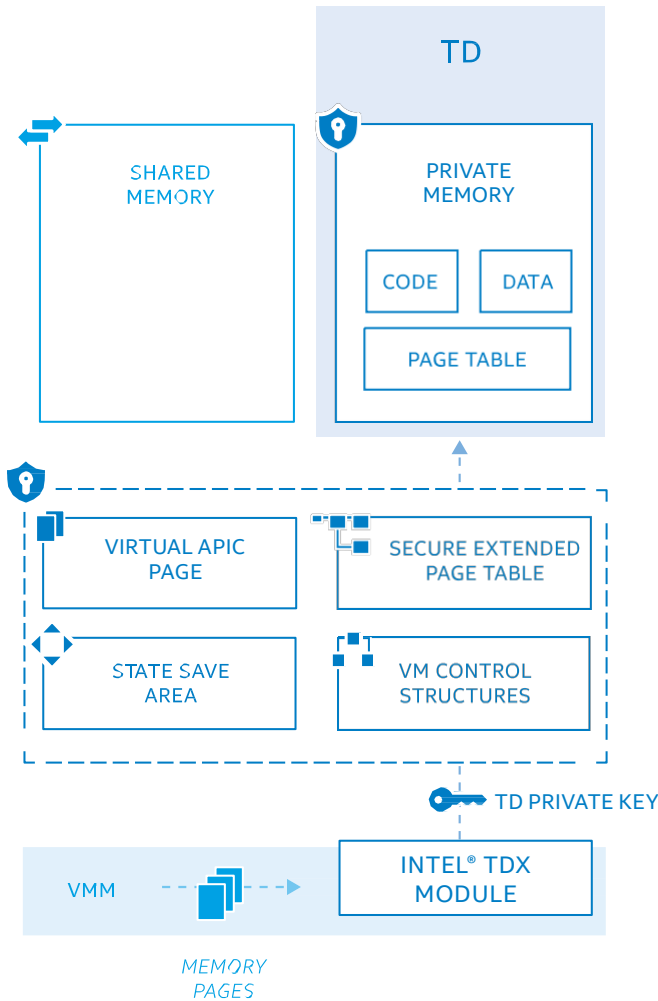 TD
SHARED
MEMORY
PRIVATE
MEMORY
CODE
DATA
PAGE TABLE
VIRTUAL APIC
PAGE
SECURE EXTENDED
PAGE TABLE
STATE SAVE
AREA
VM CONTROL
STRUCTURES
TD PRIVATE KEY
INTEL® TDX
MODULE
VMM
MEMORY
PAGES